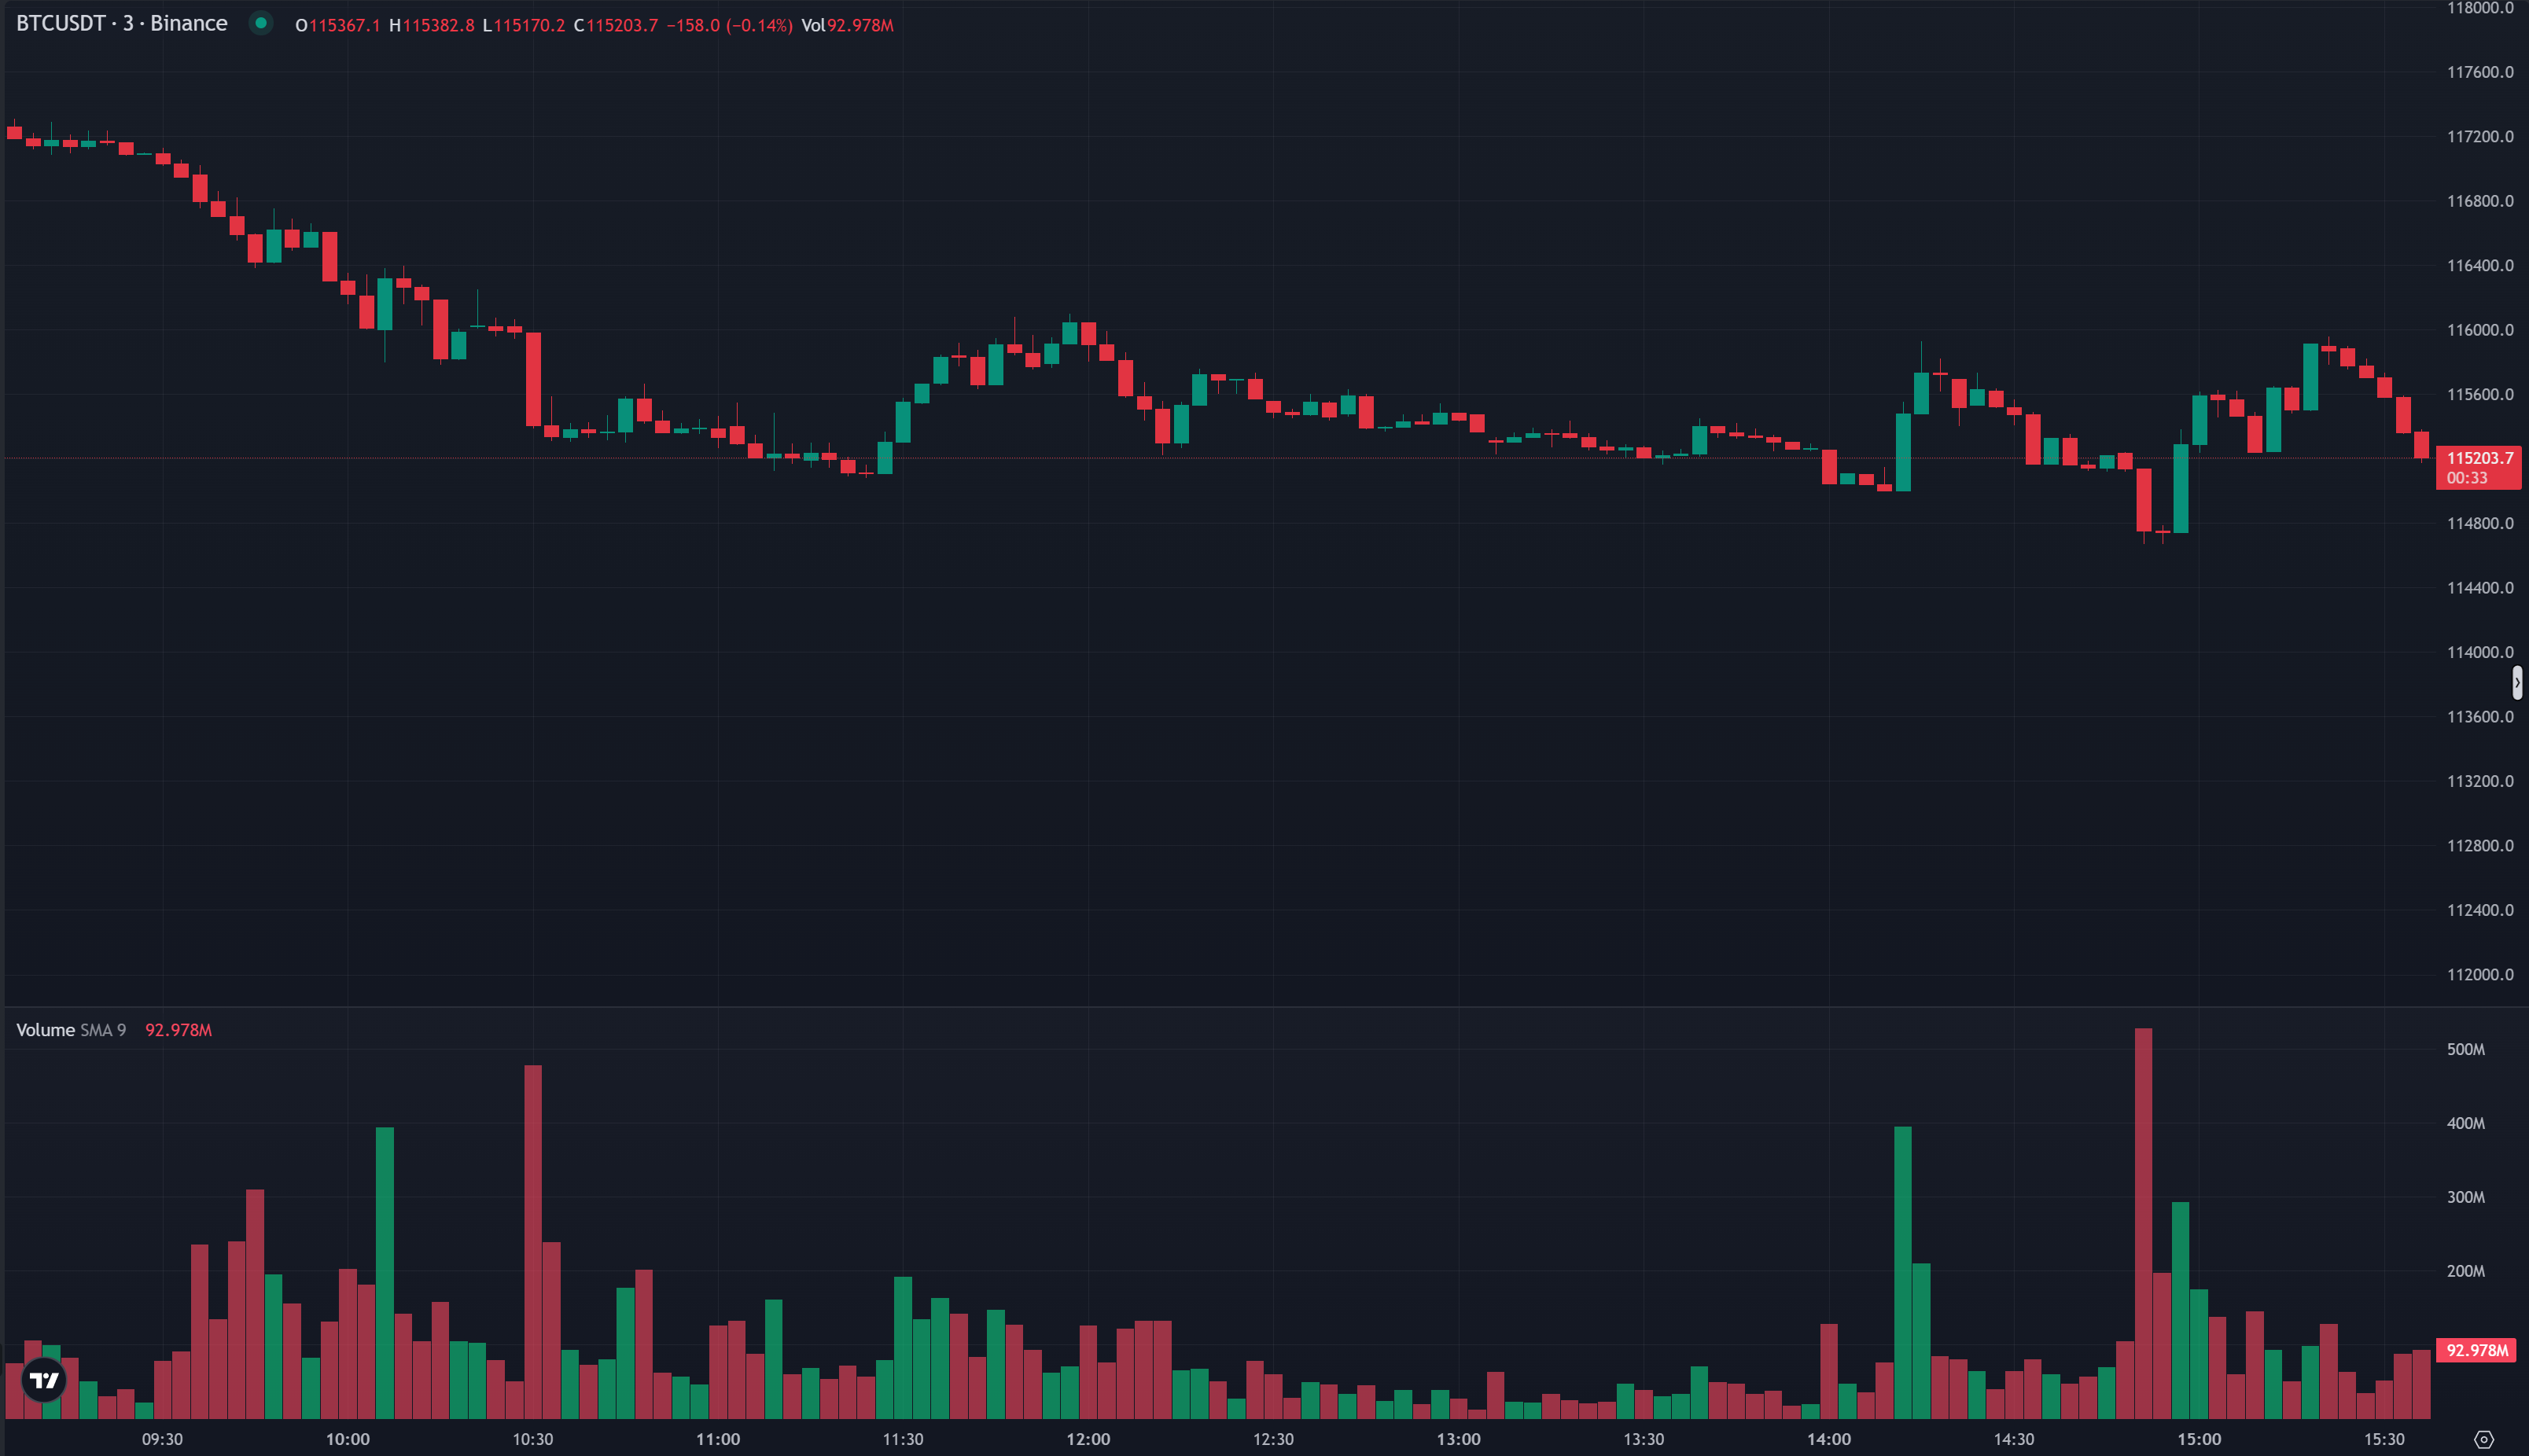 BTCUSDT · 3 · Binance O115367.1 H115382.8 L115170.2 C115203.7 −158.0 (−0.14%) Vol92.978M
118000.0
117600.0
117200.0
116800.0
116400.0
116000.0
115600.0
115203.7
00:33
114800.0
114400.0
114000.0
113600.0
113200.0
112800.0
112400.0
112000.0
Volume SMA 9 92.978M
500M
400M
300M
200M
92.978M
09:30 10:00 10:30 11:00 11:30 12:00 12:30 13:00 13:30 14:00 14:30 15:00 15:30